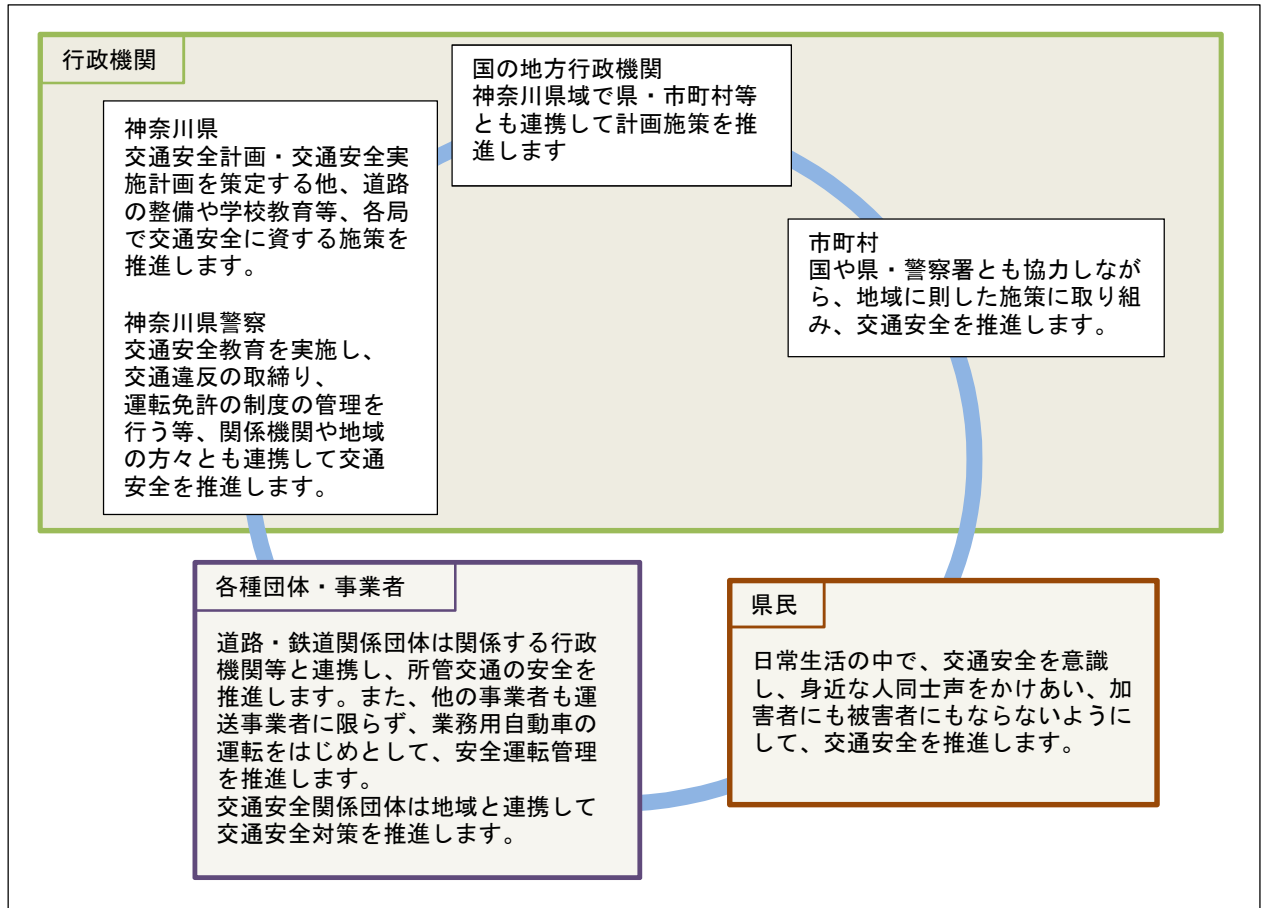 行政機関
国の地方行政機関
神奈川県域で県・市町村等
とも連携して計画施策を推
進します
神奈川県
交通安全計画・交通安全実
施計画を策定する他、道路
の整備や学校教育等、各局
で交通安全に資する施策を
推進します。
神奈川県警察
交通安全教育を実施し、
交通違反の取締り、
運転免許の制度の管理を
行う等、関係機関や地域
の方々とも連携して交通
安全を推進します。
市町村
国や県・警察署とも協力しなが
ら、地域に則した施策に取り組
み、交通安全を推進します。
各種団体・事業者
道路・鉄道関係団体は関係する行政
機関等と連携し、所管交通の安全を
推進します。また、他の事業者も運
送事業者に限らず、業務用自動車の
運転をはじめとして、安全運転管理
を推進します。
交通安全関係団体は地域と連携して
交通安全対策を推進します。
県民
日常生活の中で、交通安全を意識
し、身近な人同士声をかけあい、加
害者にも被害者にもならないように
して、交通安全を推進します。